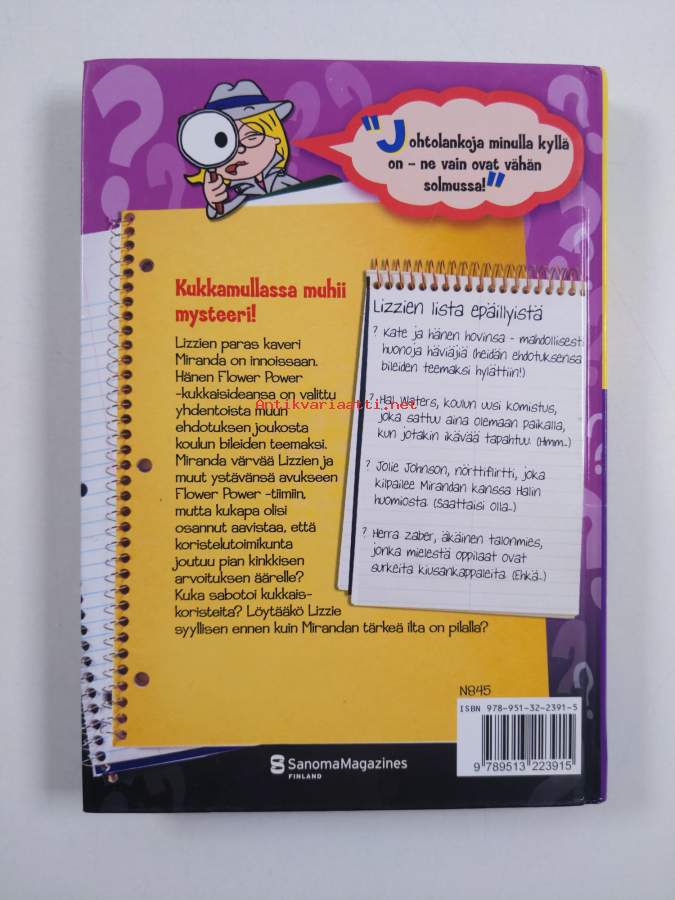 "Johtolankoja minulla kyllä
on – ne vain ovat vähän
solmussa!"
Kukkamullassa muhii
mysteeri!
Lizzien paras kaveri
Miranda on innoissaan.
Hänen Flower Power
-kukkaisideansa on valittu
yhdentoista muun
ehdotuksen joukosta
koulun bileiden teemaksi.
Miranda värvää Lizzien ja
muut ystävänsä avukseen
Flower Power -tiimiin,
mutta kukapa olisi
osannut aavistaa, että
koristelutoimikunta
joutuu pian kinkkisen
arvoituksen äärelle?
Kuka sabotoi kukkais-
koristeita? Löytääkö Lizzie
syyllisen ennen kuin Mirandan tärkeä ilta on pilalla?
Lizzien lista epäillyistä
? Kate ja hänen hovinsa - mahdollisesti
huonoja häviäjiä (heidän ehdotuksensa
bileiden teemaksi hylättiin!)
? Hal Waters, koulun uusi komistus,
joka sattuu aina olemaan paikalla,
kun jotakin ikävää tapahtuu. (Hmm...)
? Jolie Johnson, nörttiflirtti, joka
kilpailee Mirandan kanssa Halin
huomiosta. (Saattaisi olla...)
? Herra Zaber, äkäinen talonmies,
jonka mielestä oppilaat ovat
surkeita kiusankappaleita. (Ehkä...)
Antikvariaatti.net
N845
ISBN 978-951-32-2391-5
9 789513 223915
SanomaMagazines
FINLAND